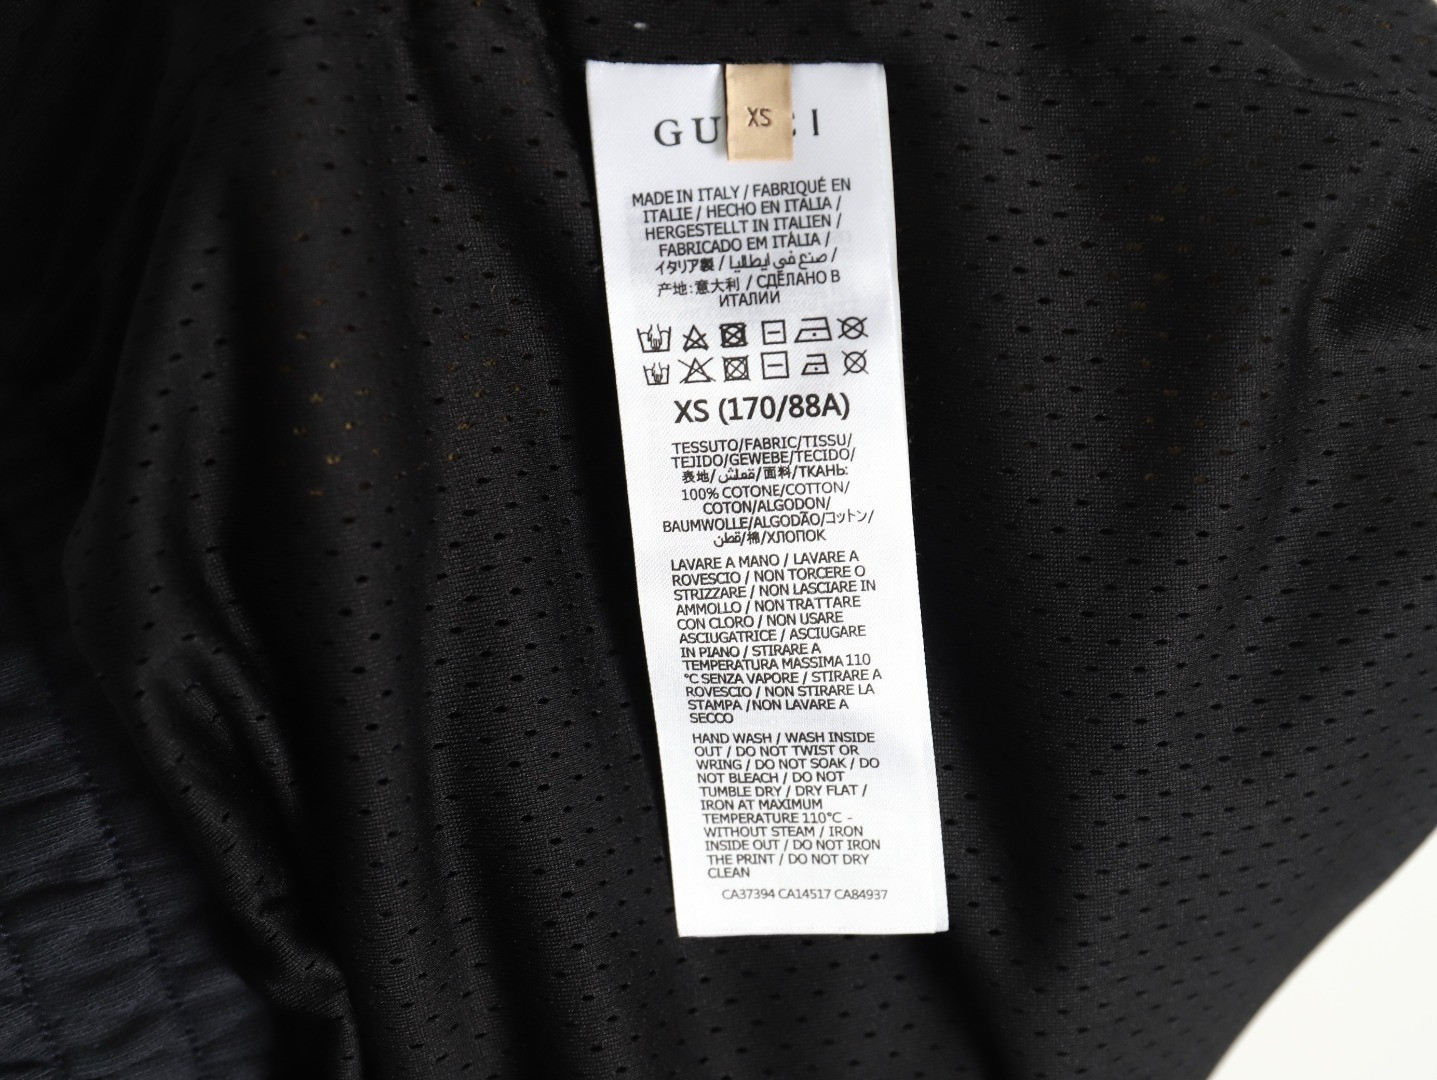 XS
GU I
MADE IN ITALY / FABRIQUÉ EN
ITALIE / HECHO EN ITALIA /
HERGESTELLT IN ITALIEN /
FABRICADO EM ITÁLIA /
イタリア製 / صنع في ايطاليا /
产地:意大利 / СДЕЛАНО В
ИТАЛИИ
XS (170/88A)
TESSUTO/FABRIC/TISSU/
TEJIDO/GEWEBE/TECIDO/
表地/قملش/面料/ТКАНЬ:
100% COTONE/COTTON/
COTON/ALGODON/
BAUMWOLLE/ALGODÃO/コットン/
قطن/棉/ХЛОПОК
LAVARE A MANO / LAVARE A
ROVESCIO / NON TORCERE O
STRIZZARE / NON LASCIARE IN
AMMOLLO / NON TRATTARE
CON CLORO / NON USARE
ASCIUGATRICE / ASCIUGARE
IN PIANO / STIRARE A
TEMPERATURA MASSIMA 110
°C SENZA VAPORE / STIRARE A
ROVESCIO / NON STIRARE LA
STAMPA /NON LAVARE A
SECCO
HAND WASH / WASH INSIDE
OUT / DO NOT TWIST OR
WRING / DO NOT SOAK / DO
NOT BLEACH / DO NOT
TUMBLE DRY / DRY FLAT /
IRON AT MAXIMUM
TEMPERATURE 110°C -
WITHOUT STEAM / IRON
INSIDE OUT / DO NOT IRON
THE PRINT / DO NOT DRY
CLEAN
CA37394 CA14517 CA84937